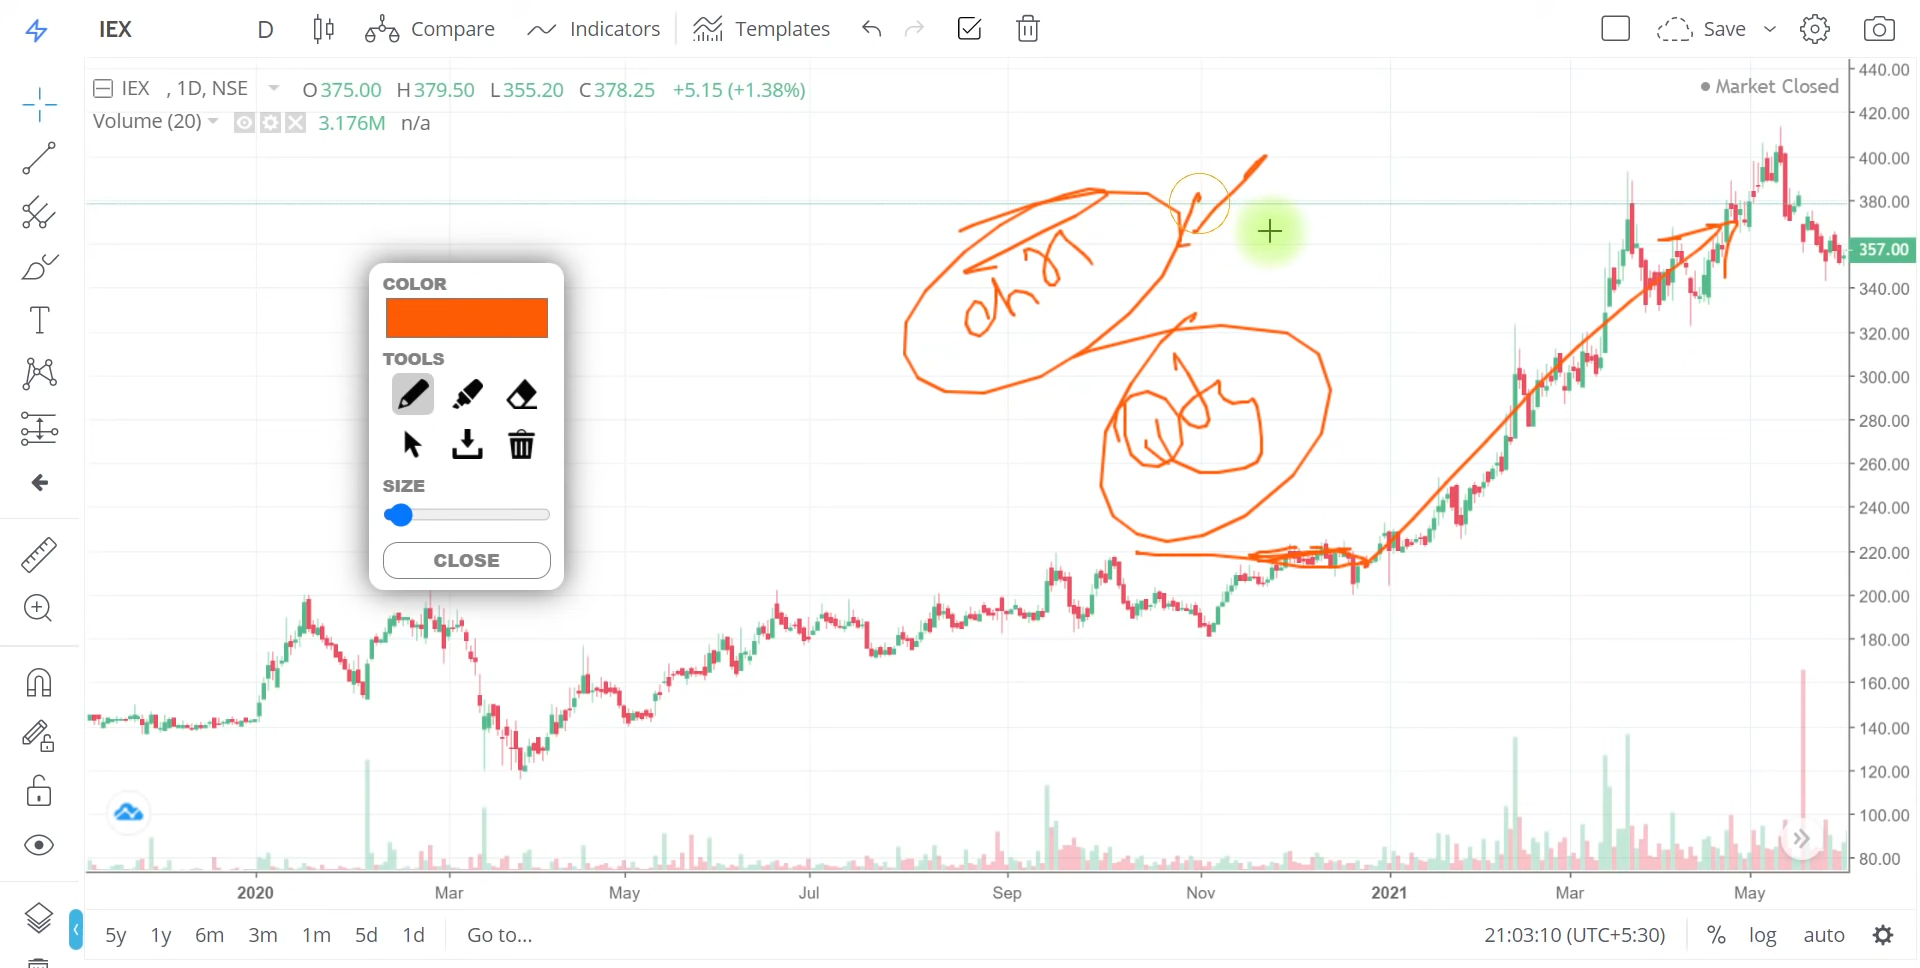 IEX D Compare Indicators Templates Save
IEX , 1D, NSE O375.00 H379.50 L355.20 C378.25 +5.15 (+1.38%)
Market Closed
Volume (20) 3.176M n/a
440.00
420.00
400.00
380.00
357.00
340.00
320.00
300.00
280.00
260.00
240.00
220.00
200.00
180.00
160.00
140.00
120.00
100.00
80.00
COLOR
TOOLS
SIZE
CLOSE
2020 Mar May Jul Sep Nov 2021 Mar May
5y 1y 6m 3m 1m 5d 1d Go to... 21:03:10 (UTC+5:30) % log auto